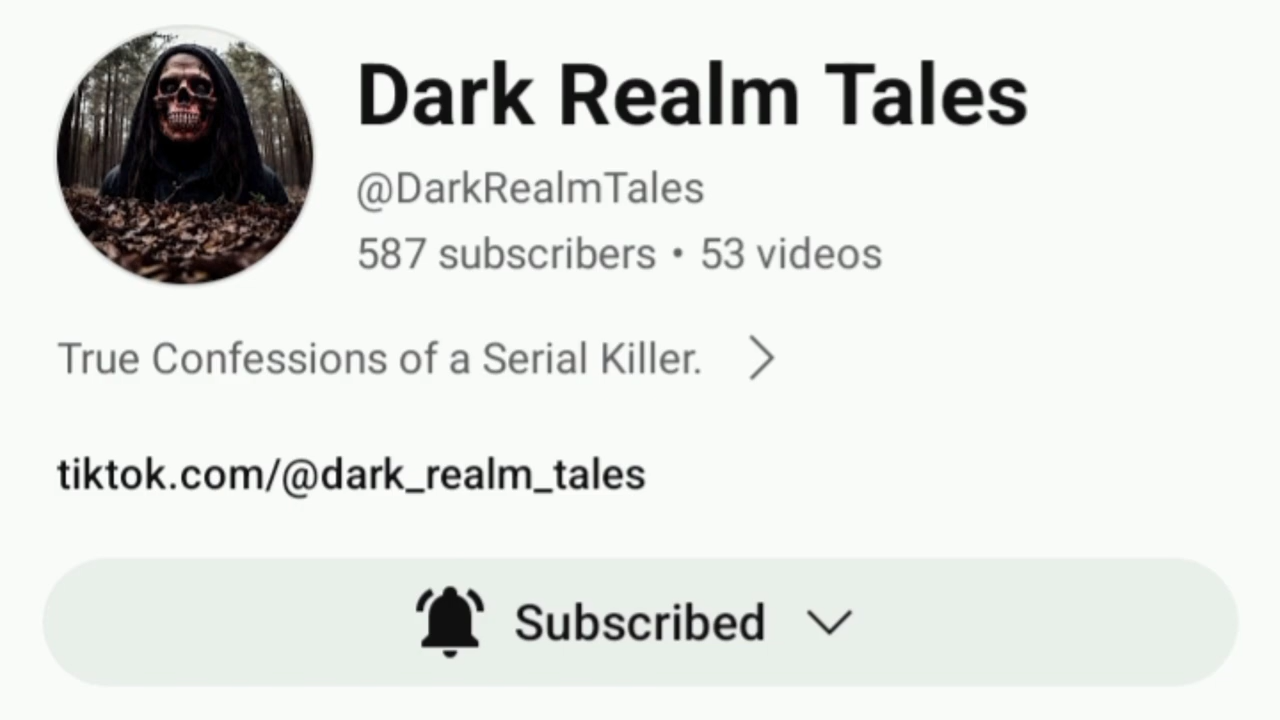 Dark Realm Tales
@DarkRealmTales
587 subscribers • 53 videos
True Confessions of a Serial Killer.
tiktok.com/@dark_realm_tales
Subscribed